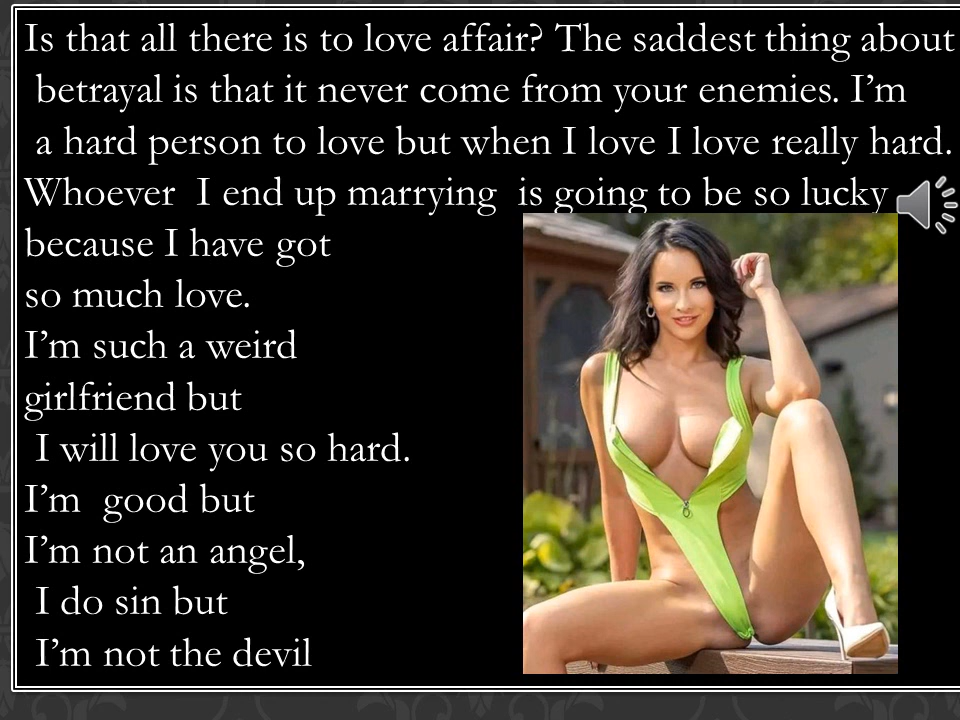 Is that all there is to love affair? The saddest thing about
betrayal is that it never come from your enemies. I’m
a hard person to love but when I love I love really hard.
Whoever I end up marrying is going to be so lucky
because I have got
so much love.
I’m such a weird
girlfriend but
I will love you so hard.
I’m good but
I’m not an angel,
I do sin but
I’m not the devil